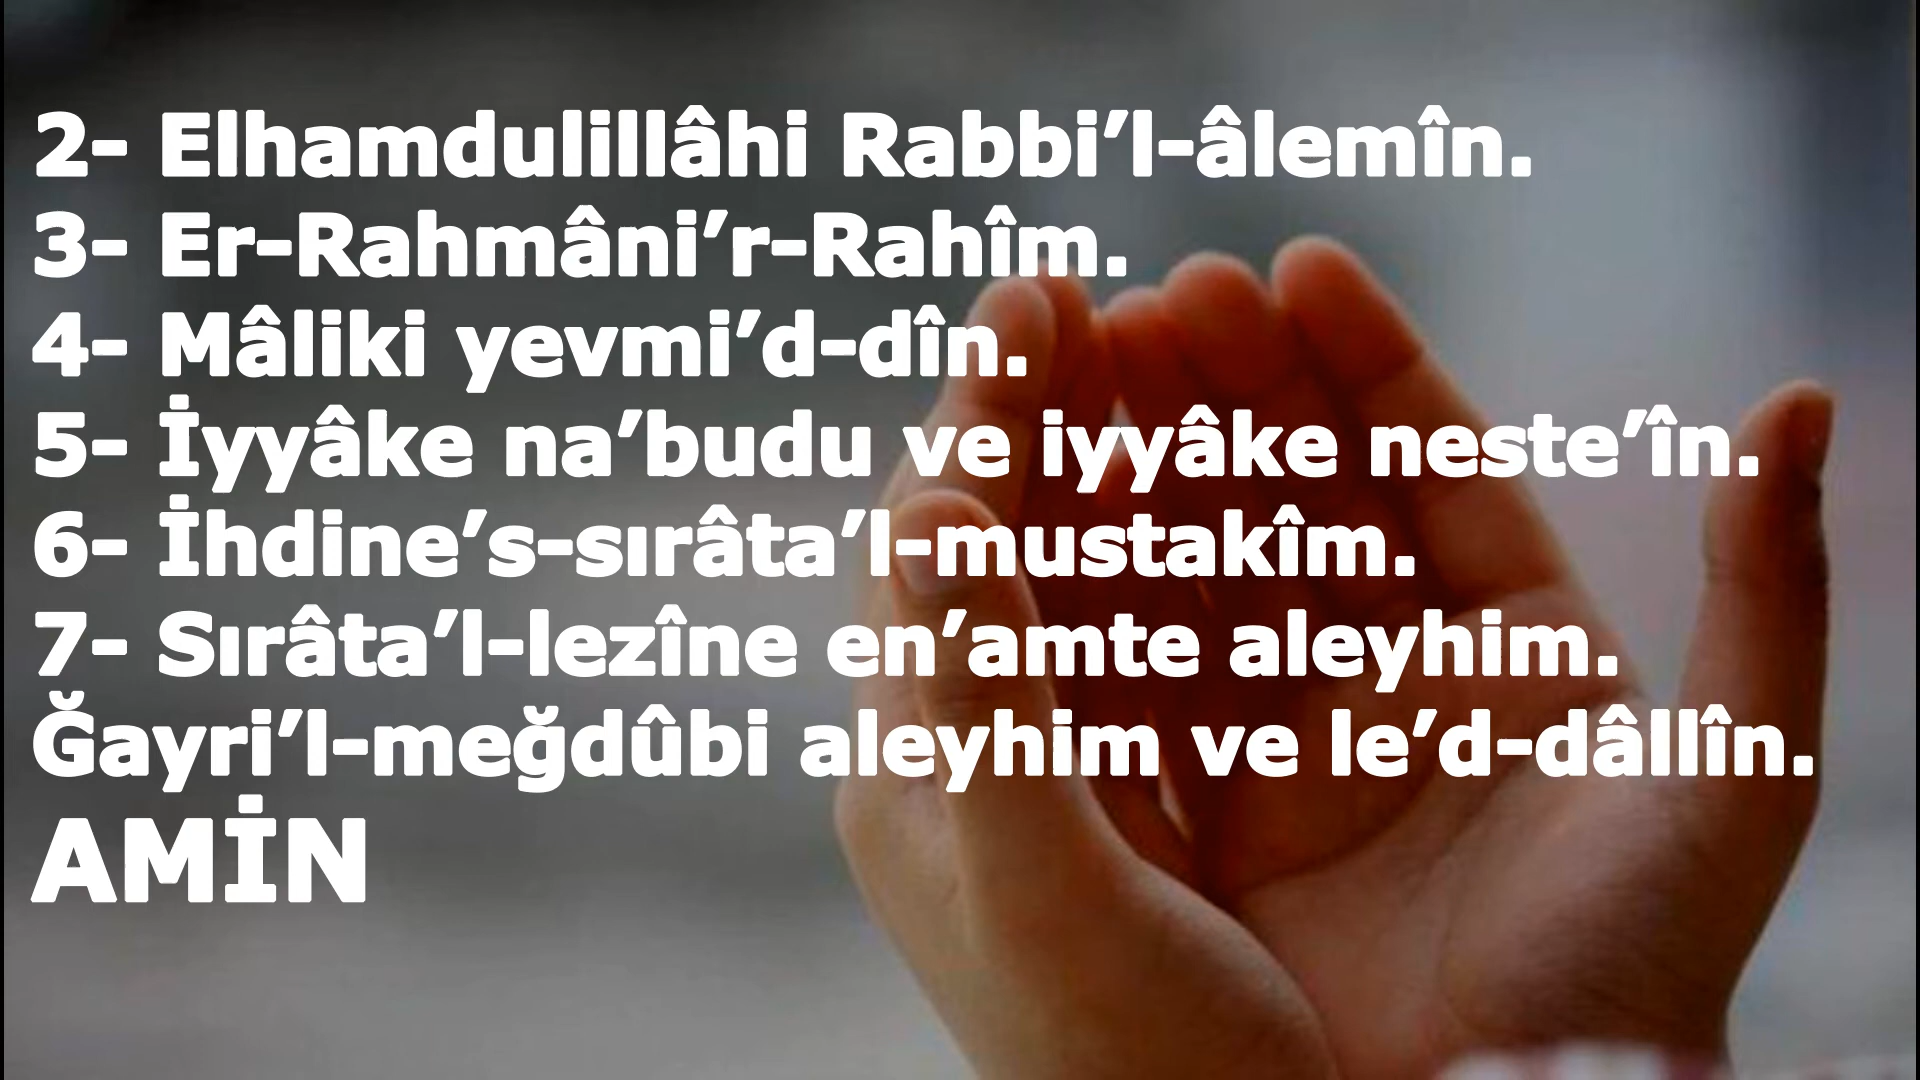 2- Elhamdulillâhi Rabbi’l-âlemîn.
3- Er-Rahmâni’r-Rahîm.
4- Mâliki yevmi’d-dîn.
5- İyyâke na’budu ve iyyâke neste’în.
6- İhdine’s-sırâta’l-mustakîm.
7- Sırâta’l-lezîne en’amte aleyhim.
Ğayri’l-meğdûbi aleyhim ve le’d-dâllîn.
AMİN